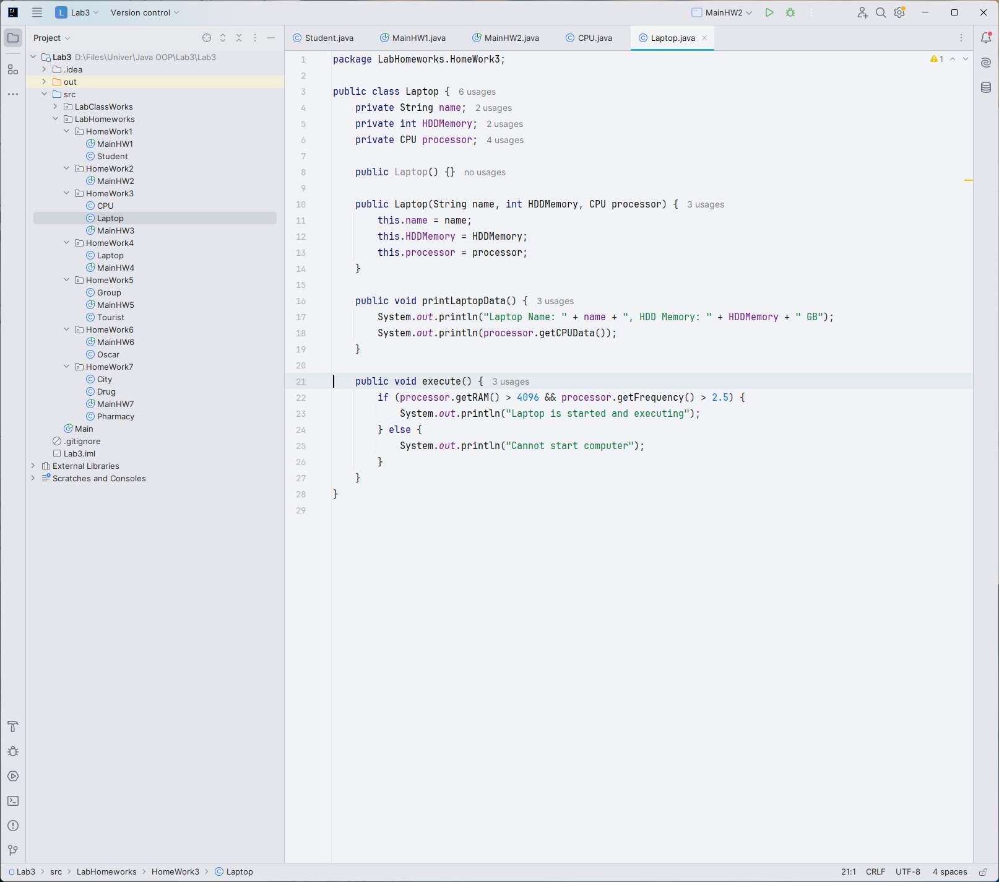 L Lab3 Version control MainHW2
Project
Student.java MainHW1.java MainHW2.java CPU.java Laptop.java
Lab3 D:\Files\Univer\Java OOP\Lab3\Lab3
.idea
out
src
LabClassWorks
LabHomeworks
HomeWork1
MainHW1
Student
HomeWork2
MainHW2
HomeWork3
CPU
Laptop
MainHW3
HomeWork4
Laptop
MainHW4
HomeWork5
Group
MainHW5
Tourist
HomeWork6
MainHW6
Oscar
HomeWork7
City
Drug
MainHW7
Pharmacy
Main
.gitignore
Lab3.iml
External Libraries
Scratches and Consoles
1 package LabHomeworks.HomeWork3; 1
2
3 public class Laptop { 6 usages
4 private String name; 2 usages
5 private int HDDMemory; 2 usages
6 private CPU processor; 4 usages
7
8 public Laptop() {} no usages
9
10 public Laptop(String name, int HDDMemory, CPU processor) { 3 usages
11 this.name = name;
12 this.HDDMemory = HDDMemory;
13 this.processor = processor;
14 }
15
16 public void printLaptopData() { 3 usages
17 System.out.println("Laptop Name: " + name + ", HDD Memory: " + HDDMemory + " GB");
18 System.out.println(processor.getCPUData());
19 }
20
21 public void execute() { 3 usages
22 if (processor.getRAM() > 4096 && processor.getFrequency() > 2.5) {
23 System.out.println("Laptop is started and executing");
24 } else {
25 System.out.println("Cannot start computer");
26 }
27 }
28 }
29
Lab3 > src > LabHomeworks > HomeWork3 > Laptop 21:1 CRLF UTF-8 4 spaces